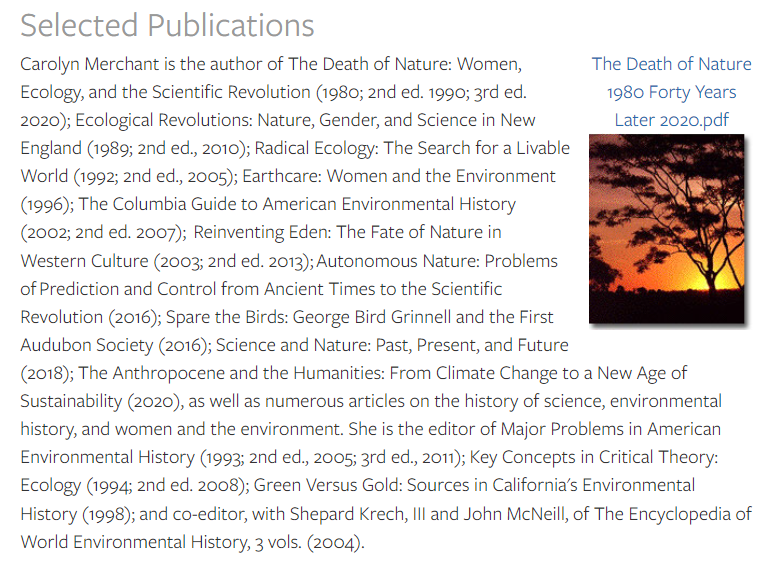 Selected Publications
Carolyn Merchant is the author of The Death of Nature: Women,
Ecology, and the Scientific Revolution (1980; 2nd ed. 1990; 3rd ed.
2020); Ecological Revolutions: Nature, Gender, and Science in New
England (1989; 2nd ed., 2010); Radical Ecology: The Search for a Livable
World (1992; 2nd ed., 2005); Earthcare: Women and the Environment
(1996); The Columbia Guide to American Environmental History
(2002; 2nd ed. 2007); Reinventing Eden: The Fate of Nature in
Western Culture (2003; 2nd ed. 2013); Autonomous Nature: Problems
of Prediction and Control from Ancient Times to the Scientific
Revolution (2016); Spare the Birds: George Bird Grinnell and the First
Audubon Society (2016); Science and Nature: Past, Present, and Future
(2018); The Anthropocene and the Humanities: From Climate Change to a New Age of
Sustainability (2020), as well as numerous articles on the history of science, environmental
history, and women and the environment. She is the editor of Major Problems in American
Environmental History (1993; 2nd ed., 2005; 3rd ed., 2011); Key Concepts in Critical Theory:
Ecology (1994; 2nd ed. 2008); Green Versus Gold: Sources in California's Environmental
History (1998); and co-editor, with Shepard Krech, III and John McNeill, of The Encyclopedia of
World Environmental History, 3 vols. (2004).
The Death of Nature
1980 Forty Years
Later 2020.pdf